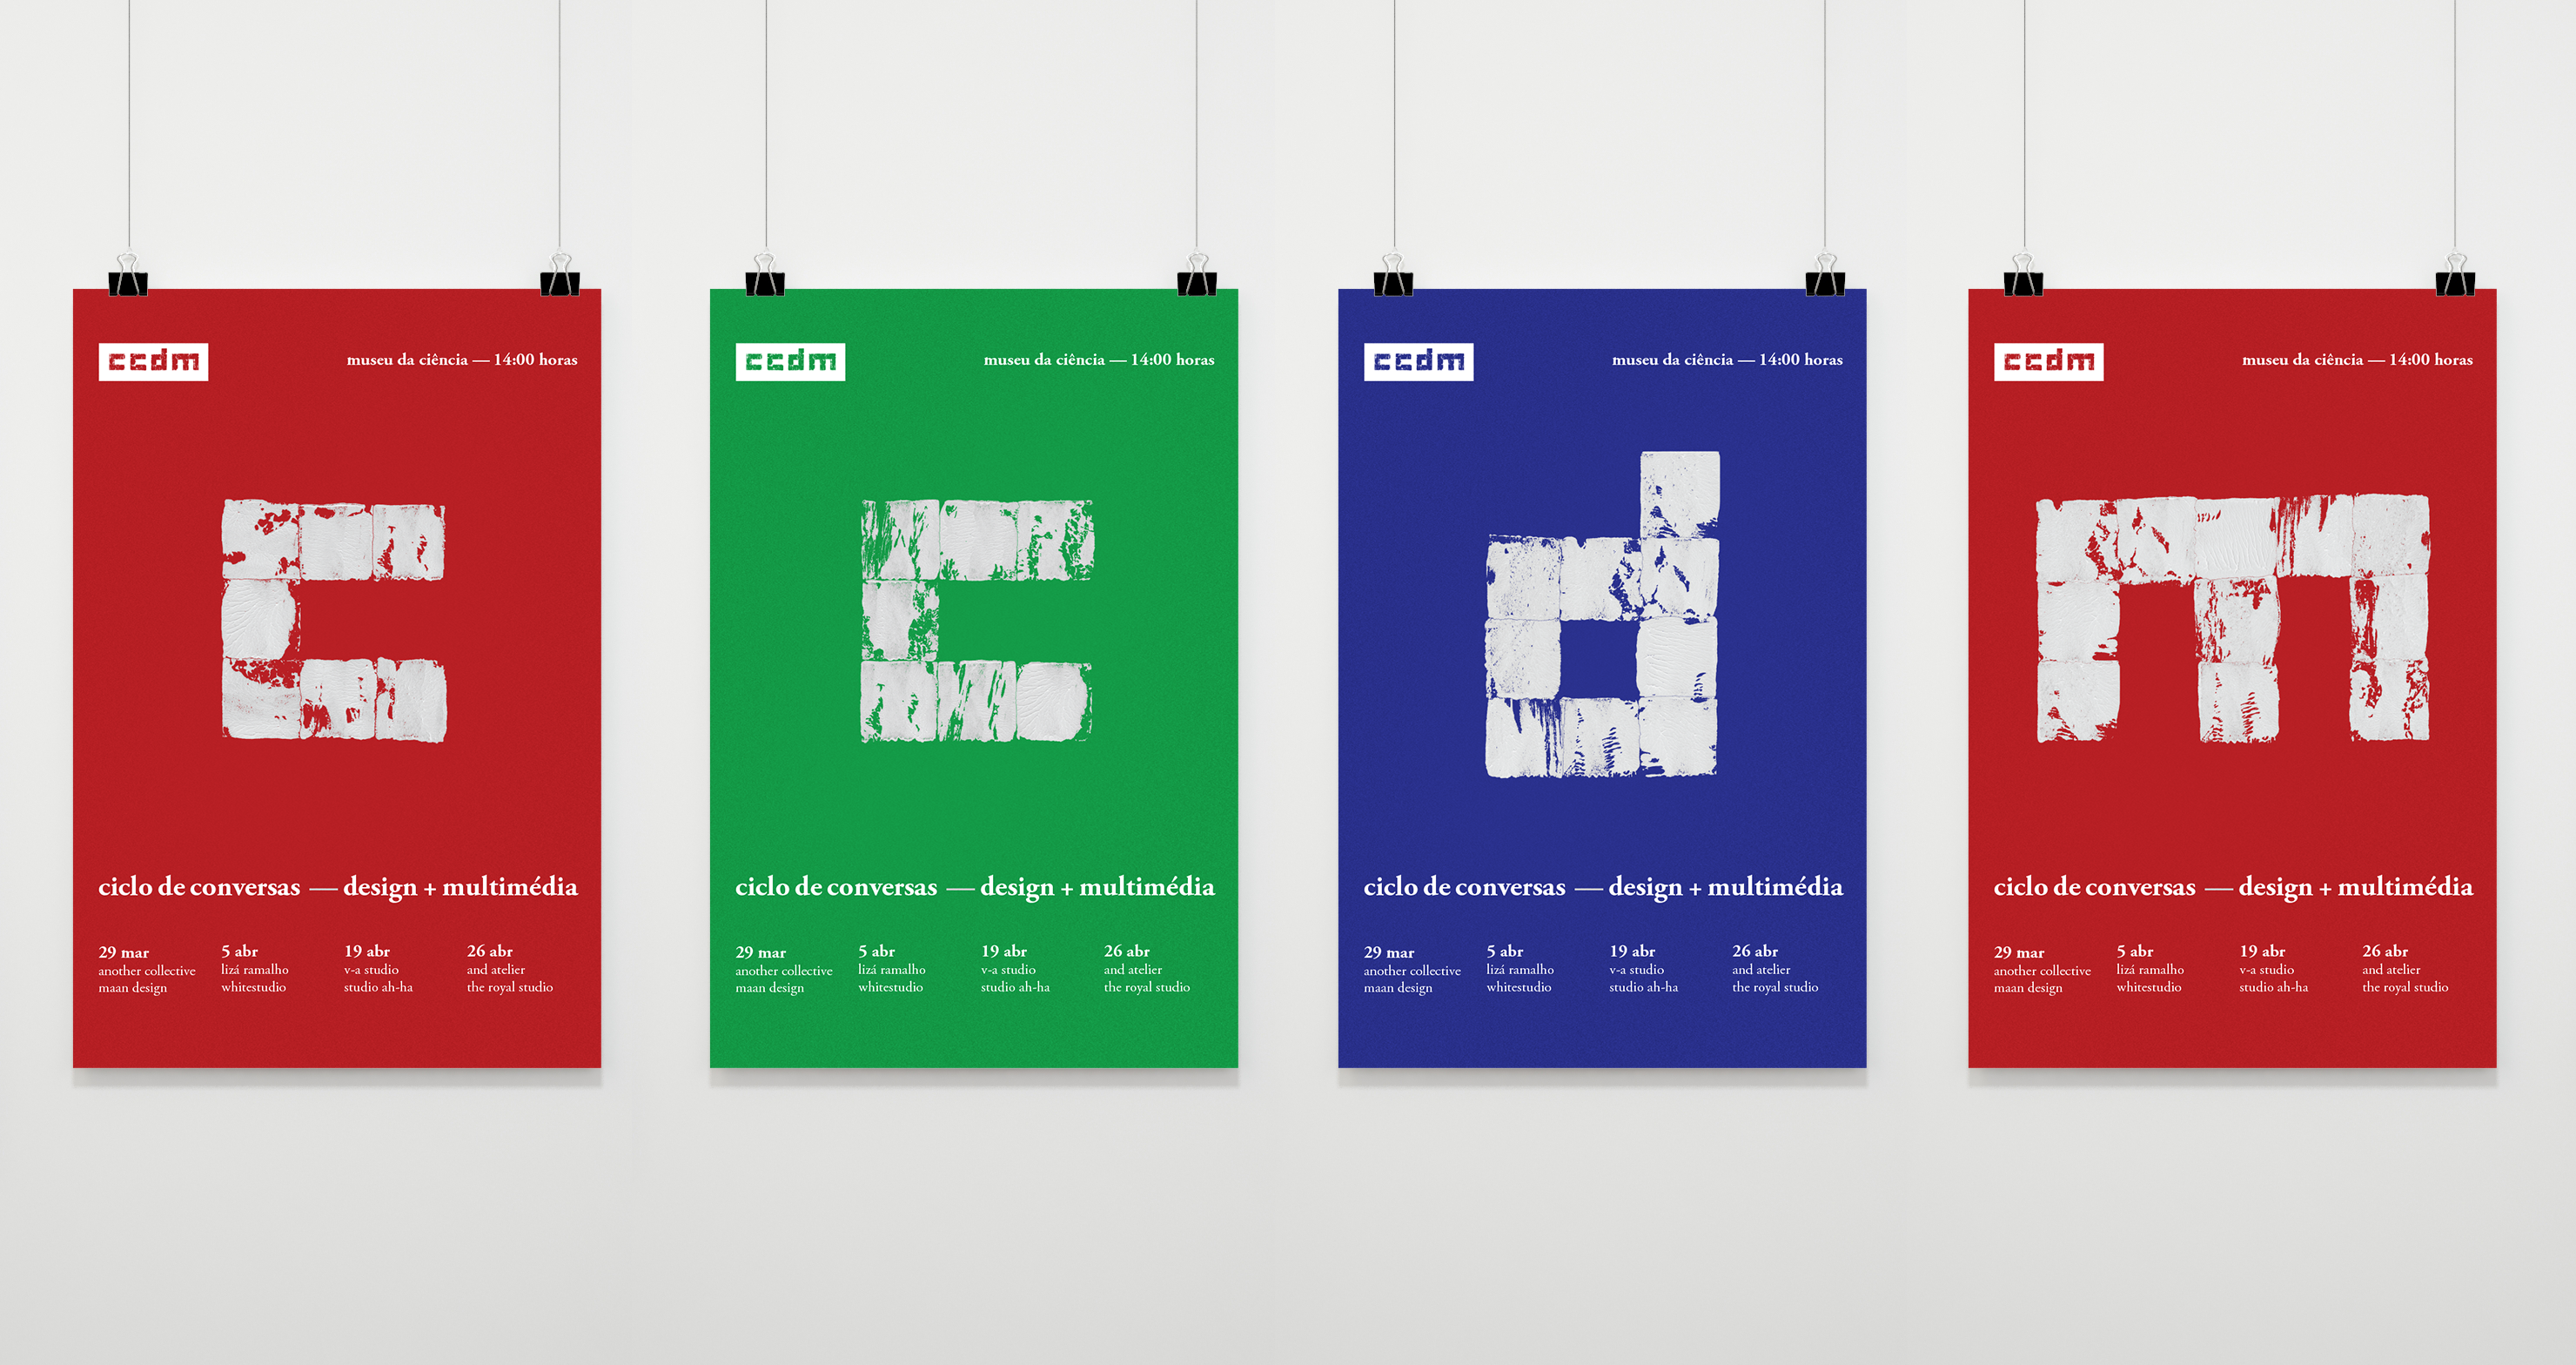 ccdm
museu da ciência — 14:00 horas
c
ciclo de conversas — design + multimédia
29 mar
another collective
maan design
5 abr
lizá ramalho
whitestudio
19 abr
v-a studio
studio ah-ha
26 abr
and atelier
the royal studio
ccdm
museu da ciência — 14:00 horas
c
ciclo de conversas — design + multimédia
29 mar
another collective
maan design
5 abr
lizá ramalho
whitestudio
19 abr
v-a studio
studio ah-ha
26 abr
and atelier
the royal studio
ccdm
museu da ciência — 14:00 horas
d
ciclo de conversas — design + multimédia
29 mar
another collective
maan design
5 abr
lizá ramalho
whitestudio
19 abr
v-a studio
studio ah-ha
26 abr
and atelier
the royal studio
ccdm
museu da ciência — 14:00 horas
m
ciclo de conversas — design + multimédia
29 mar
another collective
maan design
5 abr
lizá ramalho
whitestudio
19 abr
v-a studio
studio ah-ha
26 abr
and atelier
the royal studio